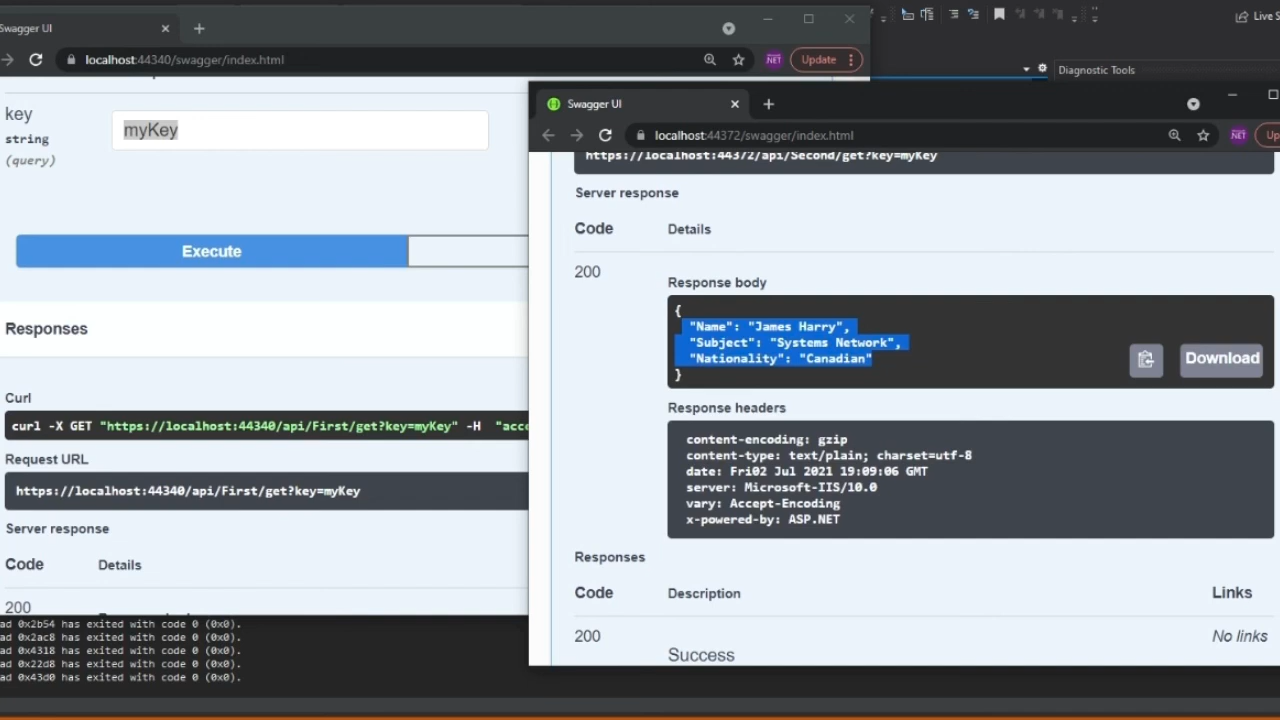 Swagger UI
localhost:44340/swagger/index.html
.NET
Update
Live S
Diagnostic Tools
key
string
(query)
myKey
Execute
Responses
Curl
curl -X GET "https://localhost:44340/api/First/get?key=myKey" -H "acce
Request URL
https://localhost:44340/api/First/get?key=myKey
Server response
Code Details
200
ad 0x2b54 has exited with code 0 (0x0).
ad 0x2ac8 has exited with code 0 (0x0).
ad 0x4318 has exited with code 0 (0x0).
ad 0x22d8 has exited with code 0 (0x0).
ad 0x43d0 has exited with code 0 (0x0).
Swagger UI
localhost:44372/swagger/index.html
.NET
Up
https://localhost:44372/api/Second/get?key=myKey
Server response
Code Details
200
Response body
{
"Name": "James Harry",
"Subject": "Systems Network",
"Nationality": "Canadian"
}
Download
Response headers
content-encoding: gzip
content-type: text/plain; charset=utf-8
date: Fri02 Jul 2021 19:09:06 GMT
server: Microsoft-IIS/10.0
vary: Accept-Encoding
x-powered-by: ASP.NET
Responses
Code Description Links
200 No links
Success